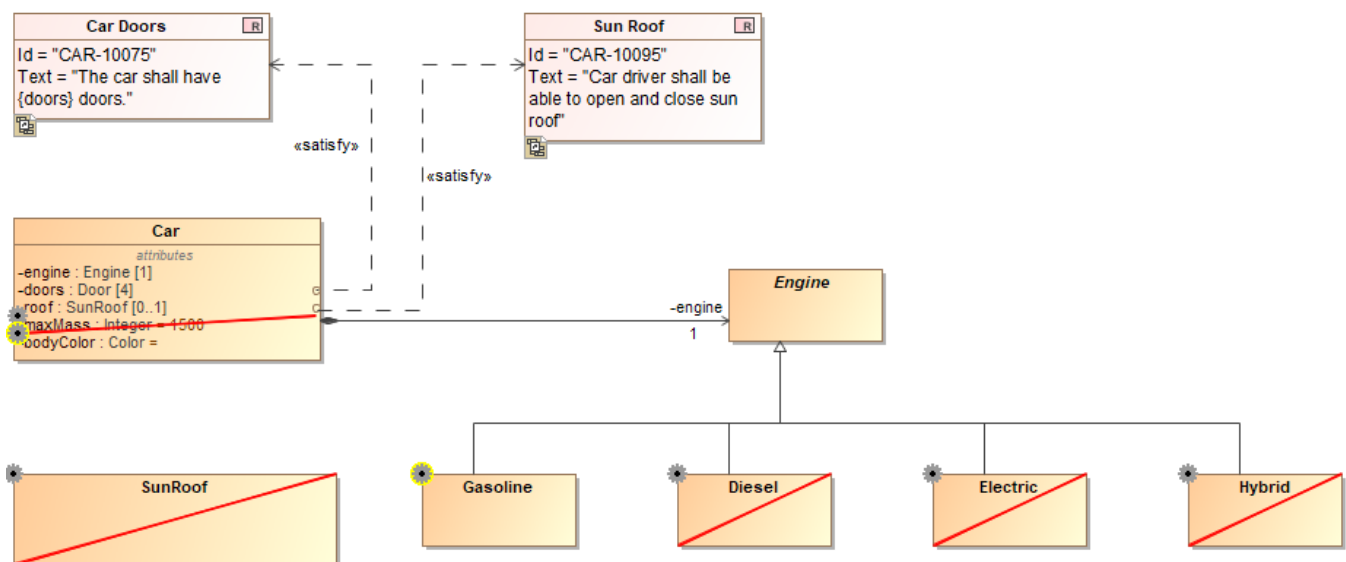 Car Doors
R
Id = "CAR-10075"
Text = "The car shall have
{doors} doors."
Sun Roof
R
Id = "CAR-10095"
Text = "Car driver shall be
able to open and close sun
roof"
«satisfy»
«satisfy»
Car
attributes
-engine : Engine [1]
-doors : Door [4]
-roof : SunRoof [0..1]
-maxMass : Integer = 1500
-bodyColor : Color =
-engine
1
Engine
SunRoof
Gasoline
Diesel
Electric
Hybrid